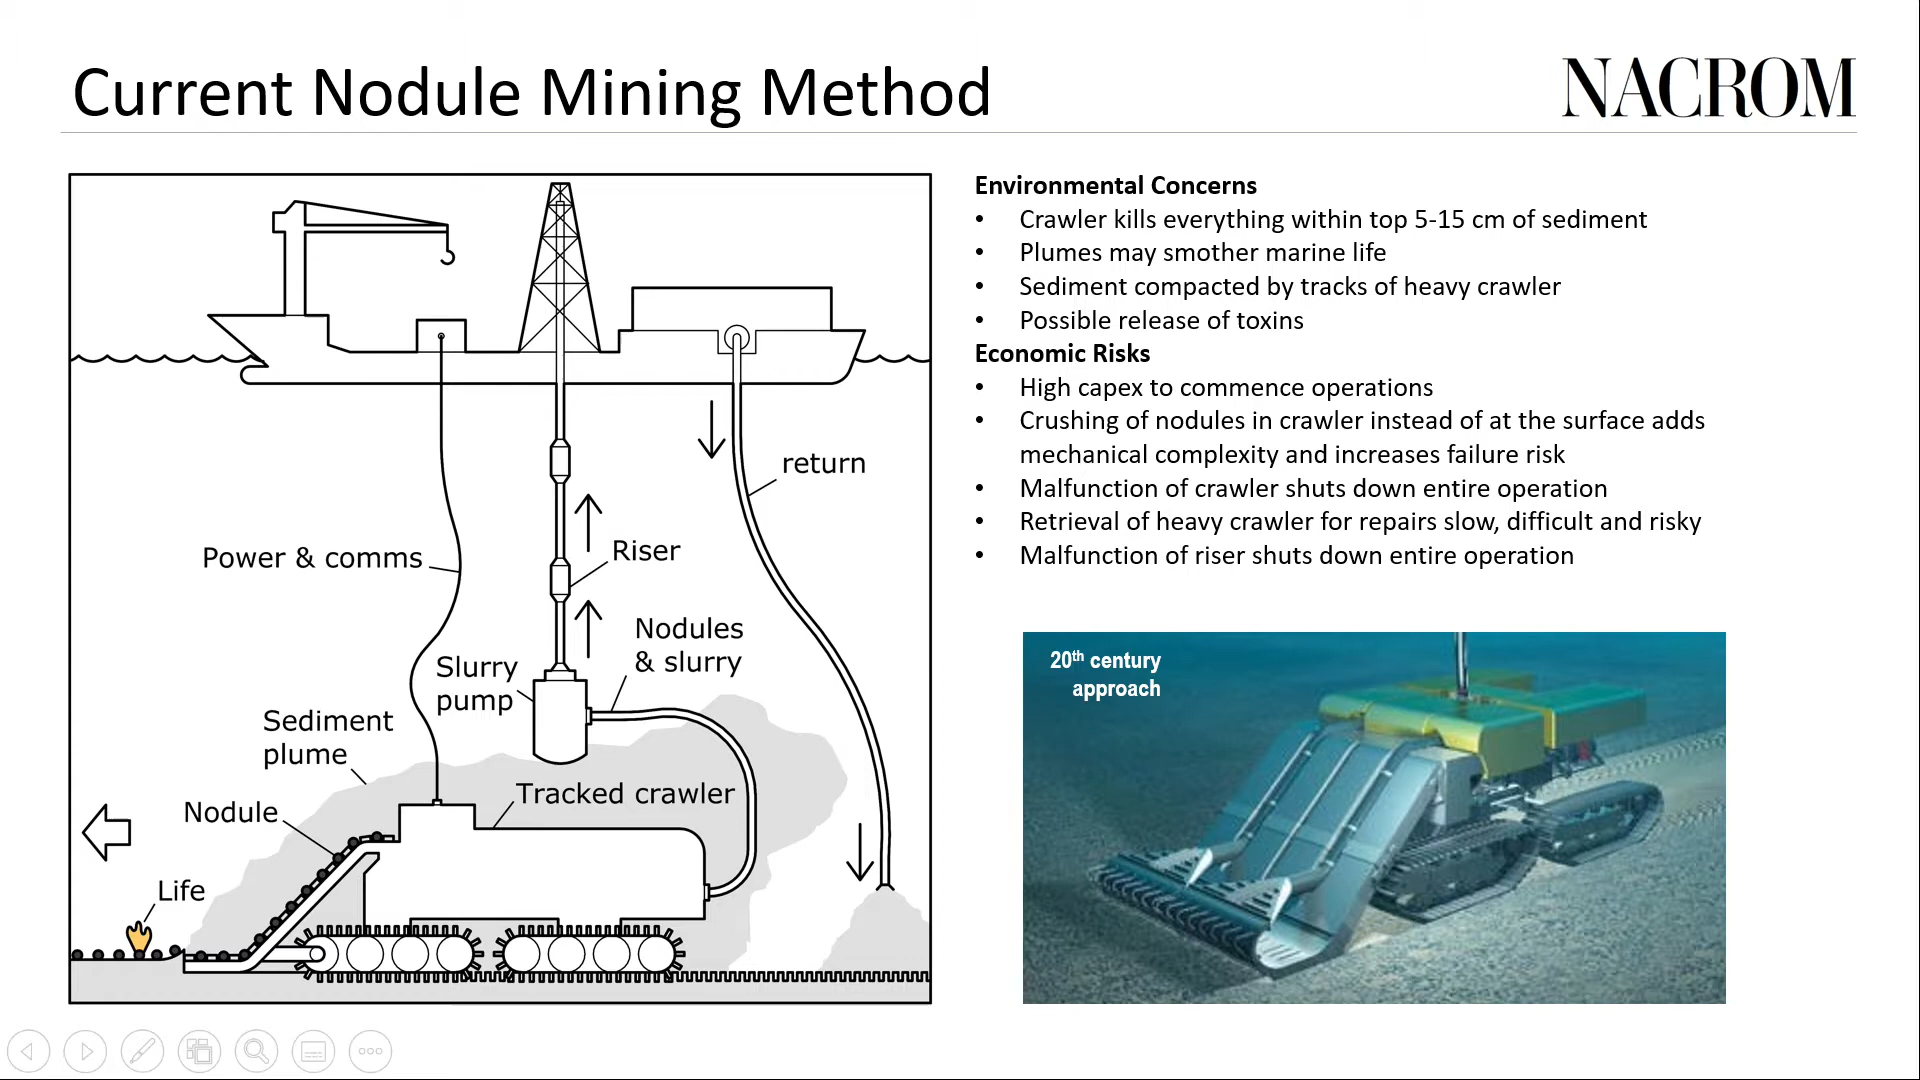 Current Nodule Mining Method
NACROM
return
Power & comms
Riser
Nodules
& slurry
Slurry
pump
Sediment
plume
Tracked crawler
Nodule
Life
Environmental Concerns
• Crawler kills everything within top 5-15 cm of sediment
• Plumes may smother marine life
• Sediment compacted by tracks of heavy crawler
• Possible release of toxins
Economic Risks
• High capex to commence operations
• Crushing of nodules in crawler instead of at the surface adds
mechanical complexity and increases failure risk
• Malfunction of crawler shuts down entire operation
• Retrieval of heavy crawler for repairs slow, difficult and risky
• Malfunction of riser shuts down entire operation
20th century
approach